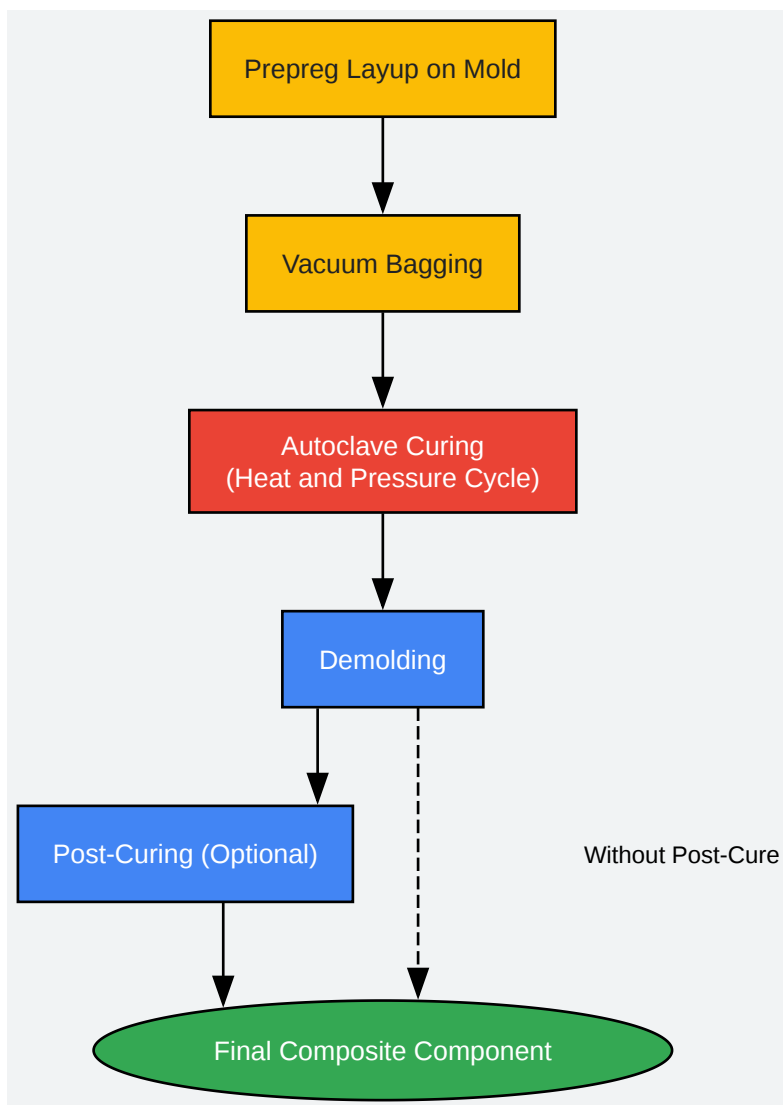 Prepreg Layup on Mold
Vacuum Bagging
Autoclave Curing
(Heat and Pressure Cycle)
Demolding
Post-Curing (Optional)
Without Post-Cure
Final Composite Component